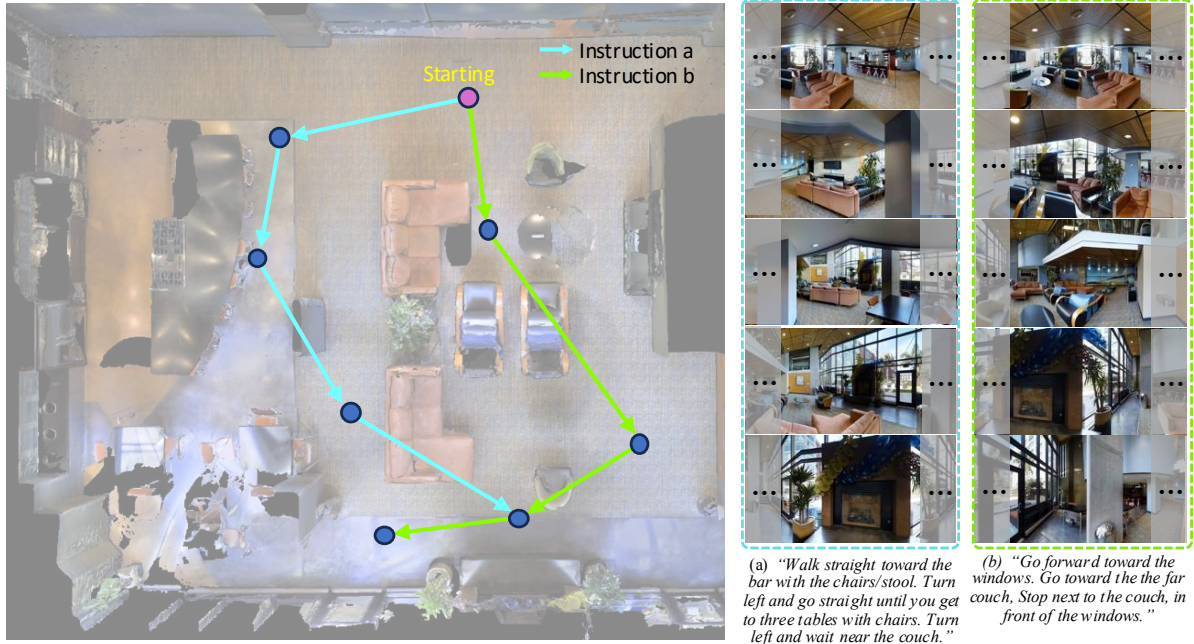 Instruction a
Instruction b
Starting
(a) “Walk straight toward the
bar with the chairs/stool. Turn
left and go straight until you get
to three tables with chairs. Turn
left and wait near the couch.”
(b) “Go forward toward the
windows. Go toward the the far
couch, Stop next to the couch, in
front of the windows.”